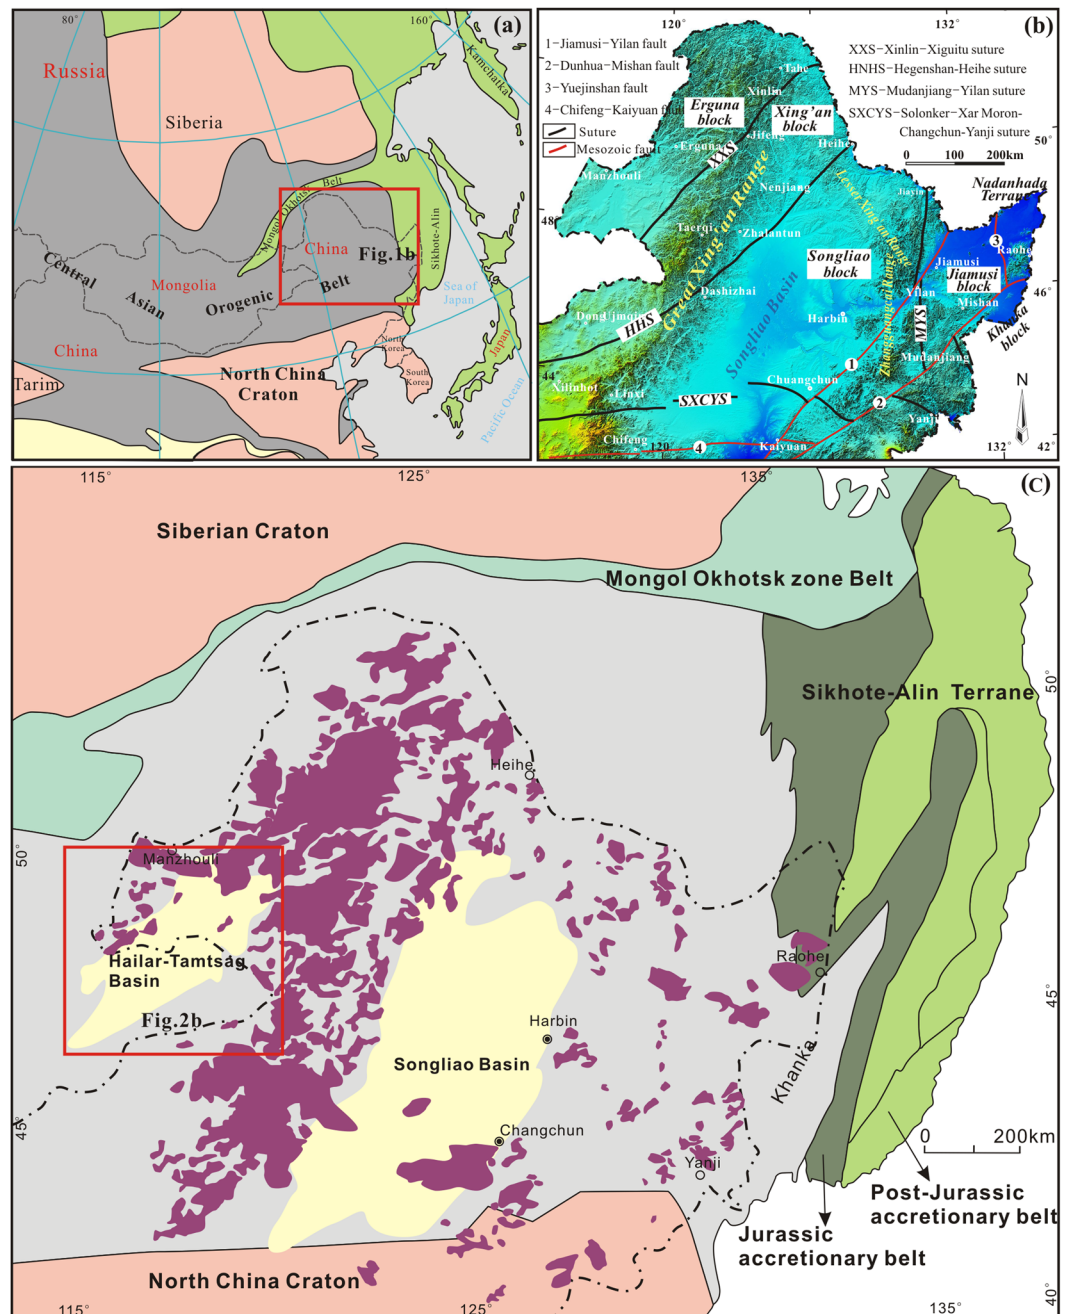 80°
160°
(a)
Russia
Kamchatka
Siberia
Mongol Okhotsk Belt
Sikhote-Alin
China
Fig.1b
Central
Asian
Orogenic
Belt
Mongolia
Sea of
Japan
China
North
Korea
South
Korea
Japan
Tarim
North China
Craton
Pacific Ocean
120°
132°
(b)
1-Jiamusi-Yilan fault
2-Dunhua-Mishan fault
3-Yuejinshan fault
4-Chifeng-Kaiyuan fault
Suture
Mesozoic fault
XXS-Xinlin-Xiguitu suture
HNHS-Hegenshan-Heihe suture
MYS-Mudanjiang-Yilan suture
SXCYS-Solonker-Xar Moron-
Changchun-Yanji suture
0 100 200km
50°
Tahe
Xinlin
Erguna
block
Xing'an
block
Jifeng
Erguna
XXS
Heihe
Manzhouli
Nenjiang
Lesser Xing'an Range
Jiayin
Nadanhada
Terrane
48°
Taerqi
Zhalantun
Great Xing'an Range
3
Raohe
Songliao
block
Jiamusi
Jiamusi
block
46°
Dashizhai
Yilan
Mishan
Songliao Basin
Zhangguangcai Range
Dong Ujimqin
HHS
Harbin
MYS
Khanka
block
1
Mudanjiang
44°
Xilinhot
Linxi
Chuangchun
SXCYS
2
Yanji
N
Chifeng
120
4
Kaiyuan
132°
42°
115°
125°
135°
(C)
Siberian Craton
Mongol Okhotsk zone Belt
Sikhote-Alin Terrane
50°
Heihe
50°
Manzhouli
Hailar-Tamtsag
Basin
Fig.2b
Raohe
45°
Harbin
Songliao Basin
Khanka
45°
Changchun
Yanji
0 200km
Post-Jurassic
accretionary belt
Jurassic
accretionary belt
North China Craton
40°
115°
125°
135°